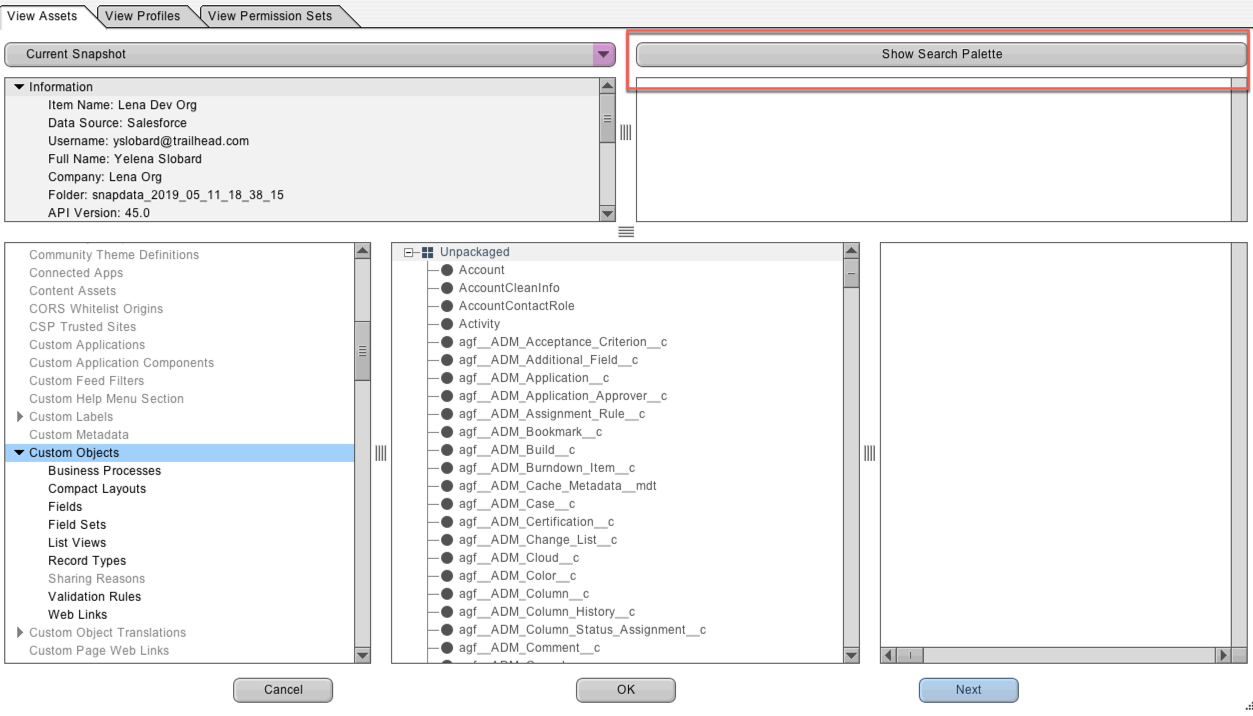 View Assets
View Profiles
View Permission Sets
Current Snapshot
Show Search Palette
Information
Item Name: Lena Dev Org
Data Source: Salesforce
Username: yslobard@trailhead.com
Full Name: Yelena Slobard
Company: Lena Org
Folder: snapdata_2019_05_11_18_38_15
API Version: 45.0
Community Theme Definitions
Connected Apps
Content Assets
CORS Whitelist Origins
CSP Trusted Sites
Custom Applications
Custom Application Components
Custom Feed Filters
Custom Help Menu Section
Custom Labels
Custom Metadata
Custom Objects
Business Processes
Compact Layouts
Fields
Field Sets
List Views
Record Types
Sharing Reasons
Validation Rules
Web Links
Custom Object Translations
Custom Page Web Links
Unpackaged
Account
AccountCleanInfo
AccountContactRole
Activity
agf__ADM_Acceptance_Criterion__c
agf__ADM_Additional_Field__c
agf__ADM_Application__c
agf__ADM_Application_Approver__c
agf__ADM_Assignment_Rule__c
agf__ADM_Bookmark__c
agf__ADM_Build__c
agf__ADM_Burndown_Item__c
agf__ADM_Cache_Metadata__mdt
agf__ADM_Case__c
agf__ADM_Certification__c
agf__ADM_Change_List__c
agf__ADM_Cloud__c
agf__ADM_Color__c
agf__ADM_Column__c
agf__ADM_Column_History__c
agf__ADM_Column_Status_Assignment__c
agf__ADM_Comment__c
Cancel
OK
Next